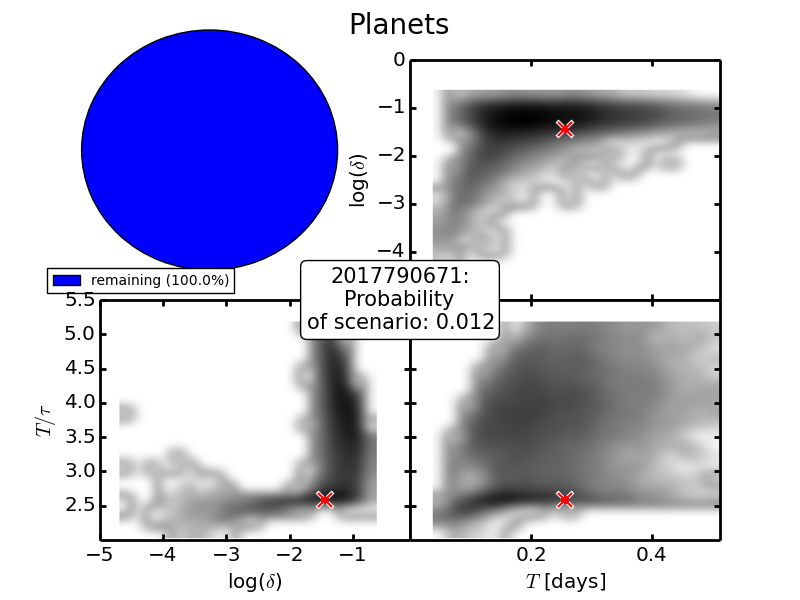 Planets
remaining (100.0%)
0
−1
−2
−3
−4
log(δ)
2017790671:
Probability
of scenario: 0.012
5.5
5.0
4.5
4.0
3.5
3.0
2.5
T/τ
−5 −4 −3 −2 −1
log(δ)
0.2 0.4
T [days]